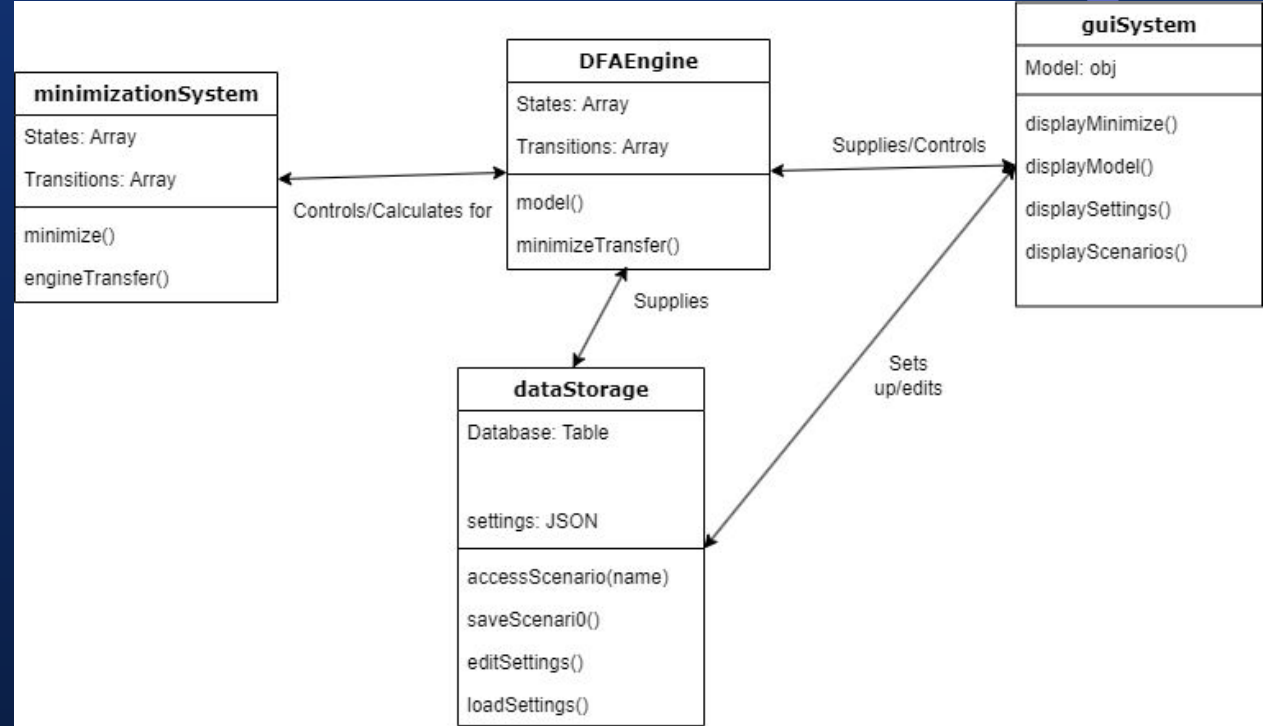 minimizationSystem
States: Array
Transitions: Array
minimize()
engineTransfer()
Controls/Calculates for
DFAEngine
States: Array
Transitions: Array
model()
minimizeTransfer()
Supplies/Controls
guiSystem
Model: obj
displayMinimize()
displayModel()
displaySettings()
displayScenarios()
Supplies
Sets
up/edits
dataStorage
Database: Table
settings: JSON
accessScenario(name)
saveScenari0()
editSettings()
loadSettings()